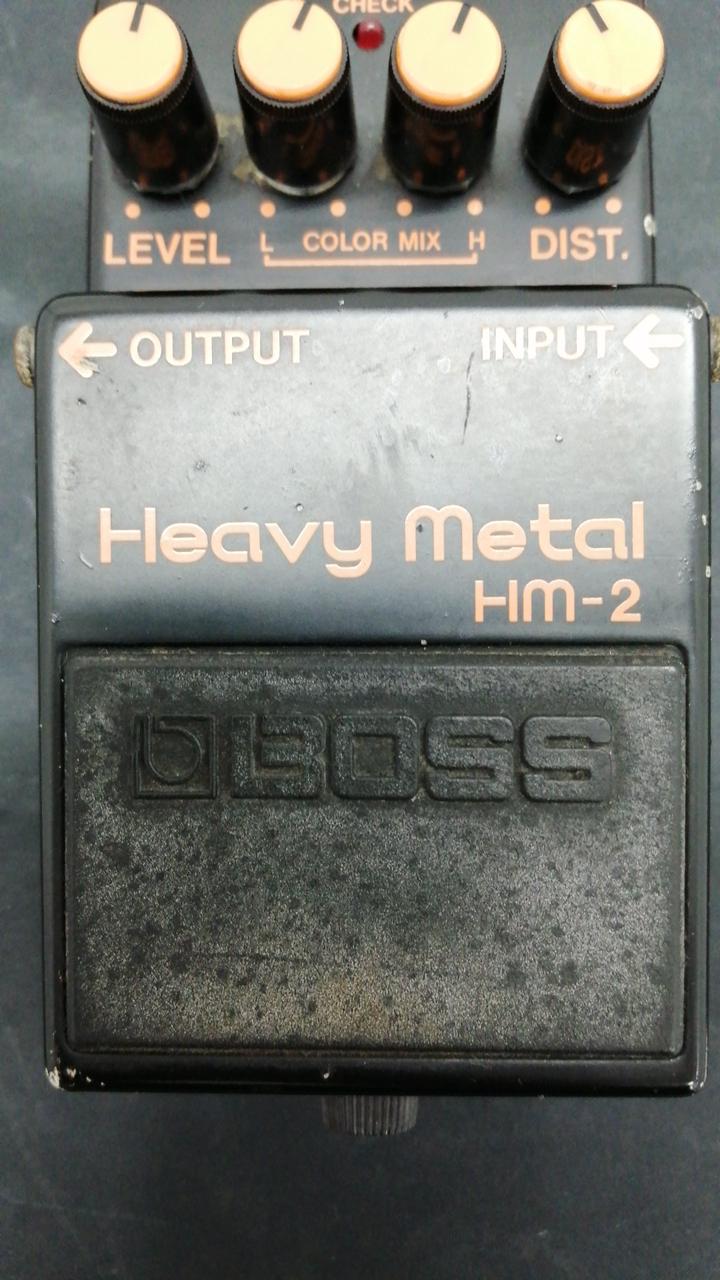 CHECK
LEVEL L COLOR MIX H DIST.
OUTPUT INPUT
Heavy Metal
HM-2
BOSS